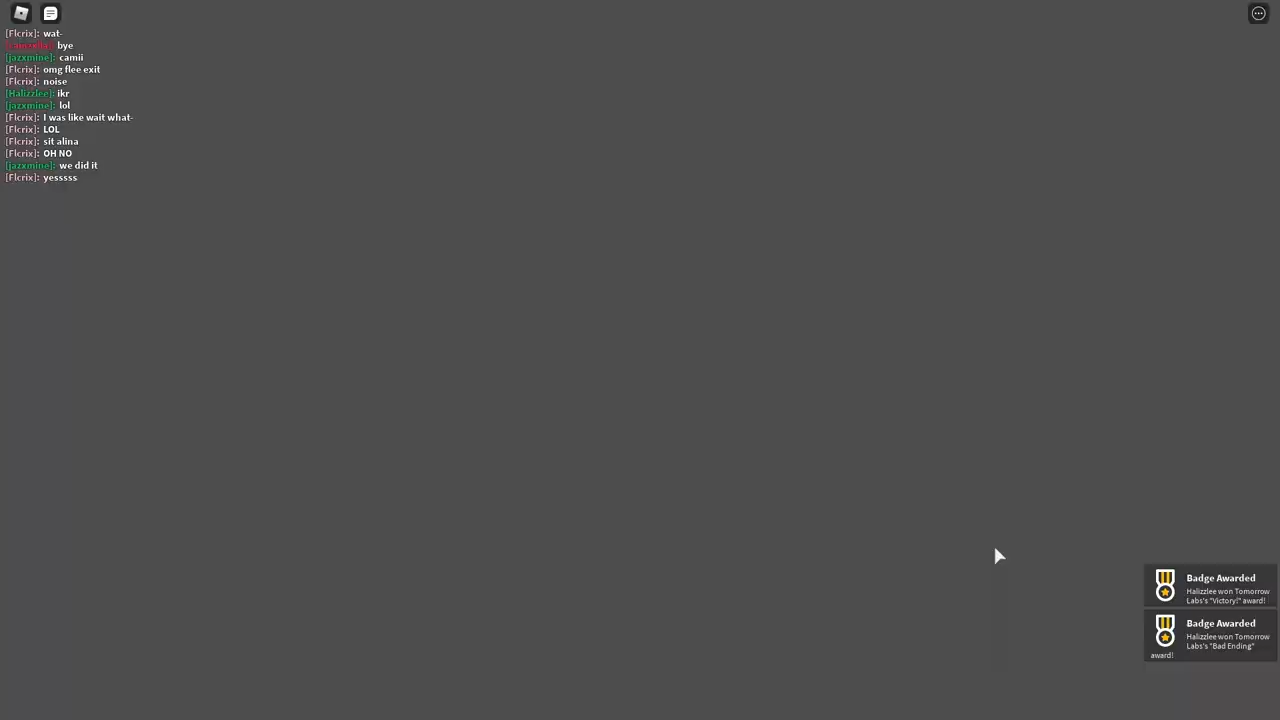 [Flcrix]: wat-
bye
[jazxmine]: camii
[Flcrix]: omg flee exit
[Flcrix]: noise
[Halizzlee]: ikr
[jazxmine]: lol
[Flcrix]: I was like wait what-
[Flcrix]: LOL
[Flcrix]: sit alina
[Flcrix]: OH NO
[jazxmine]: we did it
[Flcrix]: yesssss
Badge Awarded
Halizzlee won Tomorrow
Labs's "Victory!" award!
Badge Awarded
Halizzlee won Tomorrow
Labs's "Bad Ending"
award!